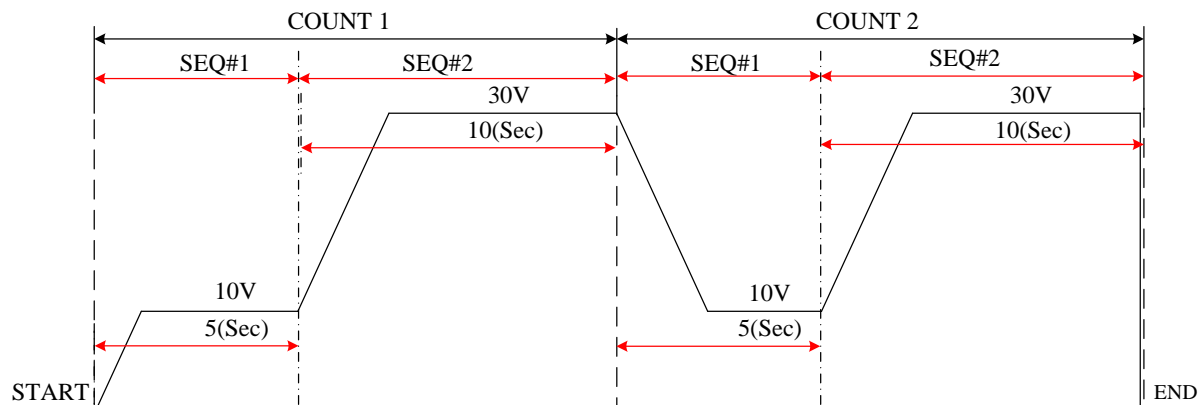 COUNT 1 COUNT 2
SEQ#1 SEQ#2 SEQ#1 SEQ#2
30V 30V
10(Sec) 10(Sec)
10V 10V
5(Sec) 5(Sec)
START END